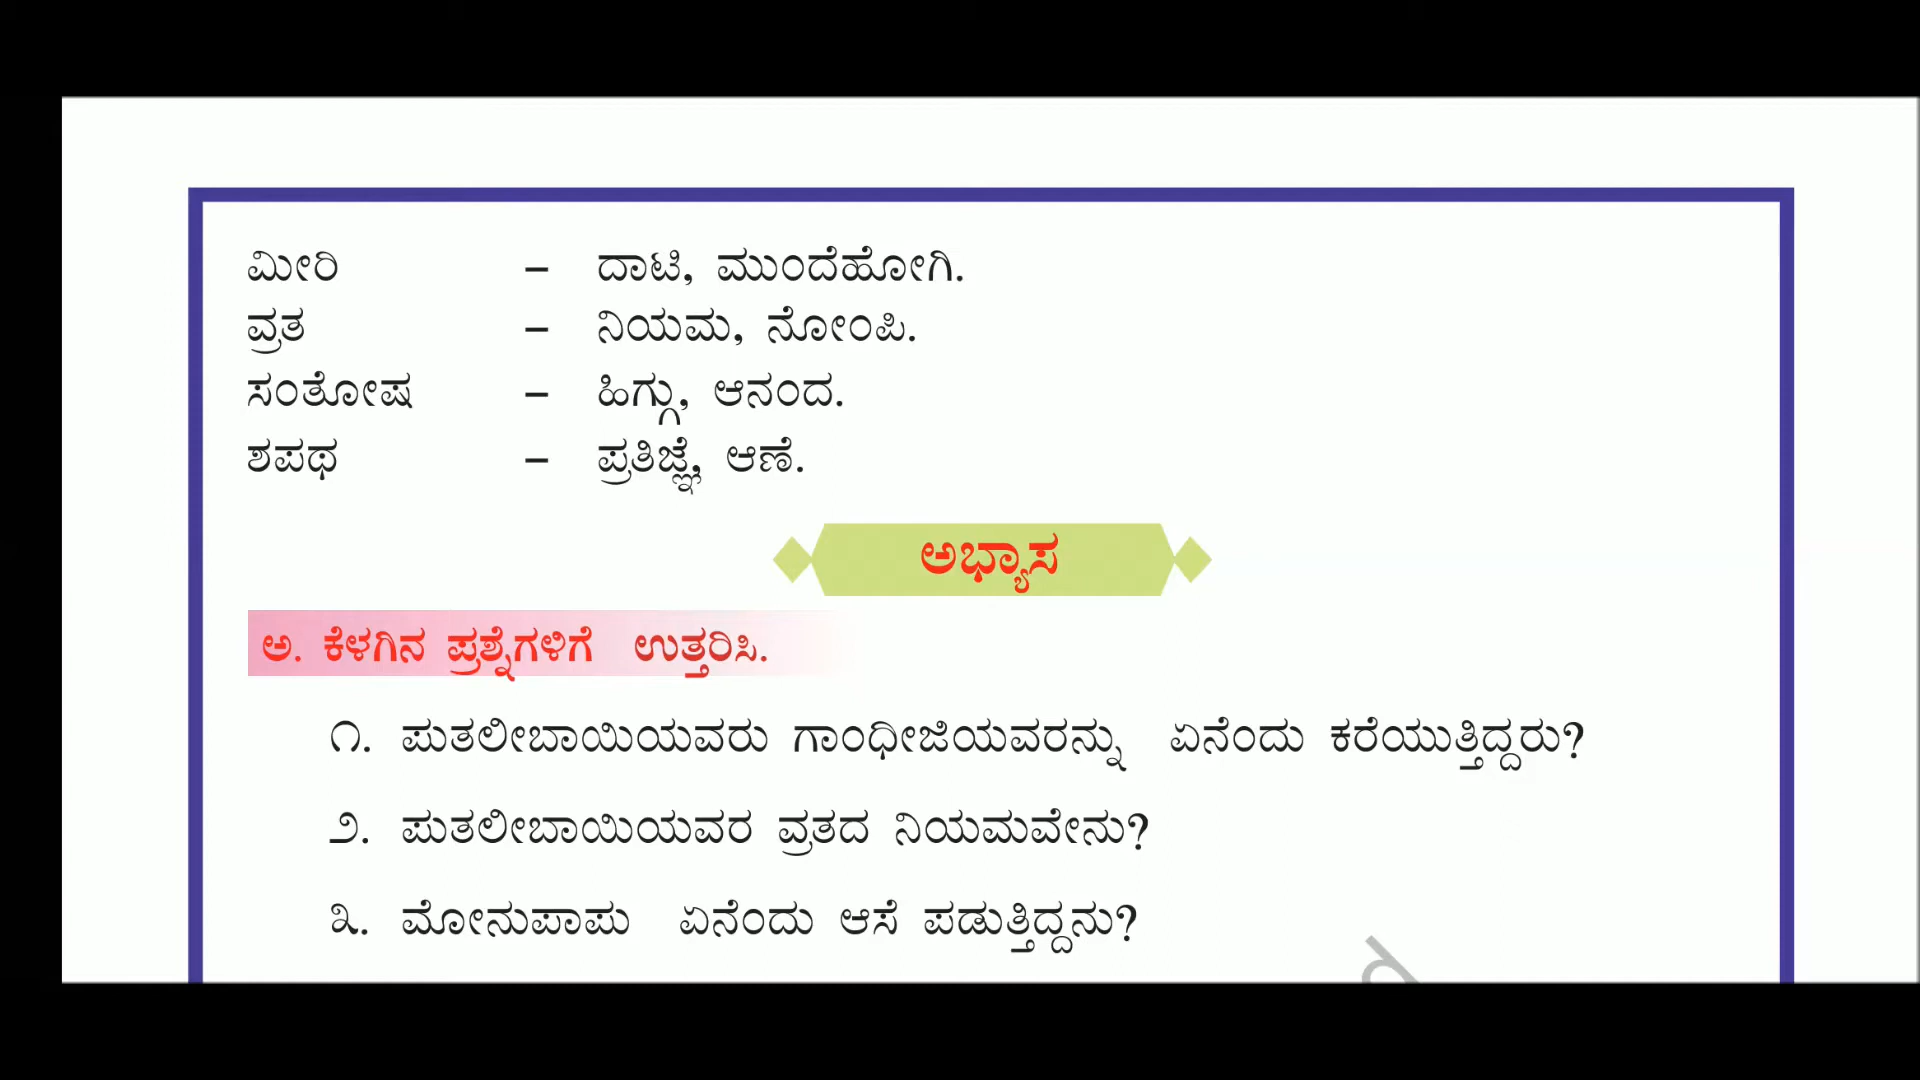 ಮೀರಿ – ದಾಟಿ, ಮುಂದೆಹೋಗಿ.
ವ್ರತ – ನಿಯಮ, ನೋಂಪಿ.
ಸಂತೋಷ – ಹಿಗ್ಗು, ಆನಂದ.
ಶಪಥ – ಪ್ರತಿಜ್ಞೆ, ಆಣೆ.
ಅಭ್ಯಾಸ
ಅ. ಕೆಳಗಿನ ಪ್ರಶ್ನೆಗಳಿಗೆ ಉತ್ತರಿಸಿ.
೧. ಪುತಲೀಬಾಯಿಯವರು ಗಾಂಧೀಜಿಯವರನ್ನು ಏನೆಂದು ಕರೆಯುತ್ತಿದ್ದರು?
೨. ಪುತಲೀಬಾಯಿಯವರ ವ್ರತದ ನಿಯಮವೇನು?
೩. ಮೋನುಪಾಪು ಏನೆಂದು ಆಸೆ ಪಡುತ್ತಿದ್ದನು?